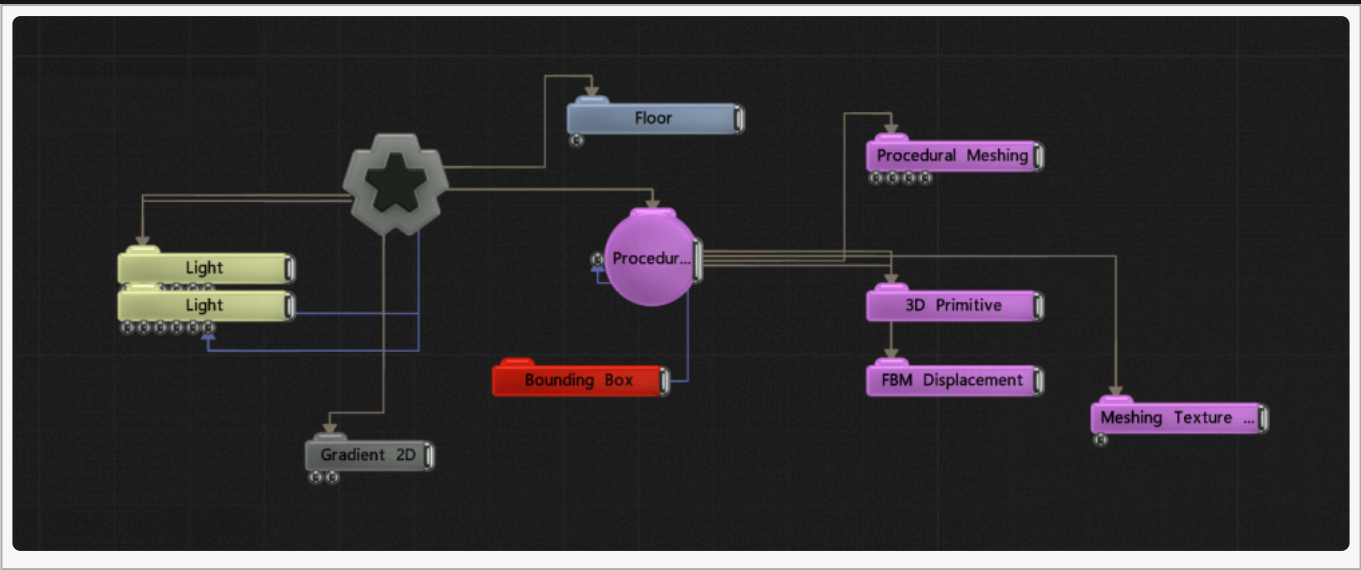 Floor
Procedural Meshing
Light
Procedur...
Light
3D Primitive
Bounding Box
FBM Displacement
Meshing Texture ...
Gradient 2D